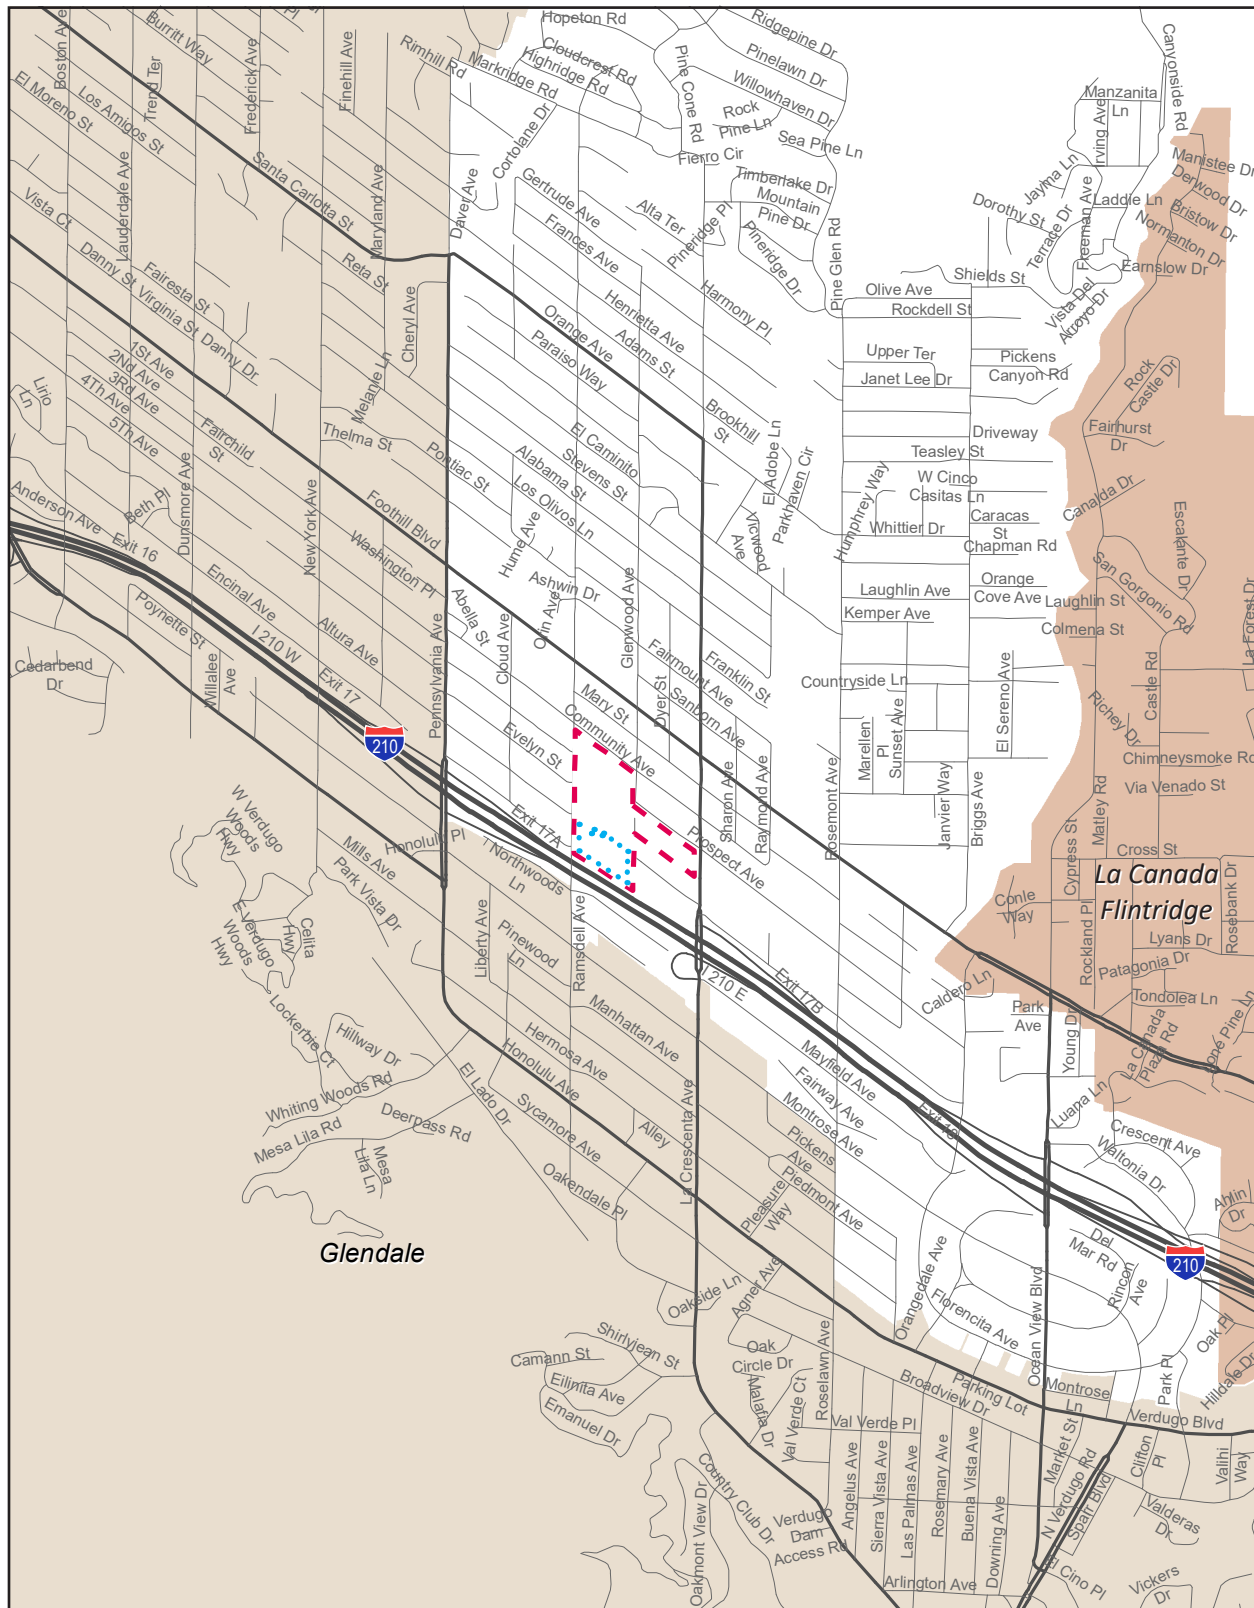 Hopeton Rd
Ridgepine Dr
Pl
Boston Ave
Burritt Way
Trend Ter
Frederick Ave
Finehill Ave
Rimhill Rd
Markridge Rd
Cloudcrest Rd
Highridge Rd
Pine Cone Rd
Pinelawn Dr
Willowhaven Dr
Rock
Pine Ln
Sea Pine Ln
Canyonside Rd
Manzanita
Ln
Irving Ave
El Moreno St
Los Amigos St
Santa Carlotta St
Maryland Ave
Cortolane Dr
Daver Ave
Fierro Cir
Timberlake Dr
Mountain
Pine Dr
Jayma Ln
Laddie Ln
Manistee Dr
Derwood Dr
Bristow Dr
Normanton Dr
Earnslow Dr
Dorothy St
Terrace Dr
Freeman Ave
Vista Ct
Lauderdale Ave
Gertrude Ave
Frances Ave
Alta Ter
Pineridge Pl
Pineridge Dr
Pine Glen Rd
Danny St
Virginia St
Fairesta St
Danny Dr
Reta St
Cheryl Ave
Shields St
Olive Ave
Rockdell St
Vista Del
Arroyo Dr
Harmony Pl
Henrietta Ave
Adams St
Orange Ave
Paraiso Way
1St Ave
2Nd Ave
3Rd Ave
4Th Ave
5Th Ave
Lirio
Ln
Melanie Ln
Thelma St
Fairchild
St
Upper Ter
Janet Lee Dr
Pickens
Canyon Rd
Rock
Castle Dr
Fairhurst
Dr
Driveway
Teasley St
Brookhill
St
El Adobe Ln
Parkhaven Cir
El Caminito
Stevens St
Alabama St
Los Olivos Ln
Pontiac St
Foothill Blvd
Washington Pl
New York Ave
Dunsmore Ave
Beth Pl
Anderson Ave
Exit 16
Encinal Ave
Altura Ave
Hume Ave
Ashwin Dr
Glenwood Ave
Vicwood
Ave
Humphrey Way
W Cinco
Casitas Ln
Whittier Dr
Caracas
St
Chapman Rd
Canalda Dr
Escalante Dr
San Gorgonio Rd
La Forest Dr
Laughlin Ave
Kemper Ave
Orange
Cove Ave
Laughlin St
Colmena St
Poynette St
I 210 W
Exit 17
Willalee
Ave
Cedarbend
Dr
Pennsylvania Ave
Abella St
Cloud Ave
Orin Ave
Mary St
Community Ave
Dyer St
Fairmount Ave
Franklin St
Sanborn Ave
Countryside Ln
Marellen
Pl
Sunset Ave
El Sereno Ave
Castle Rd
Richey Dr
Chimneysmoke Rd
Via Venado St
210
Evelyn St
Exit 17A
Sharon Ave
Raymond Ave
Prospect Ave
Rosemont Ave
Janvier Way
Briggs Ave
Matley Rd
Cypress St
Cross St
La Canada
Flintridge
W Verdugo
Woods
Hwy
Mills Ave
Honolulu Pl
Park Vista Dr
Northwoods
Ln
Ramsdell Ave
Conle
Way
Rockland Pl
Lyans Dr
Patagonia Dr
Tondolea Ln
Rosebank Dr
E Verdugo
Woods
Hwy
Celita
Hwy
Liberty Ave
Pinewood
Ln
I 210 E
Exit 17B
Caldero Ln
Park
Ave
Young Dr
La Canada
Plaza Rd
Lone Pine Ln
Lockerbie Ct
Hillway Dr
Whiting Woods Rd
Mesa Lila Rd
Deerpass Rd
Mesa
Lila Ln
El Lado Dr
Manhattan Ave
Hermosa Ave
Honolulu Ave
Sycamore Ave
Alley
Oakendale Pl
La Crescenta Ave
Mayfield Ave
Fairway Ave
Montrose Ave
Pickens
Ave
Piedmont Ave
Pleasure
Way
Exit 18
Luana Ln
Crescent Ave
Waltonia Dr
Ahlin
Dr
Glendale
Del
Mar Rd
Rincon
Ave
210
Oakside Ln
Agner Ave
Orangedale Ave
Florencita Ave
Ocean View Blvd
Oak Pl
Hilldale Dr
Park Pl
Shirlyjean St
Camann St
Eilinita Ave
Emanuel Dr
Oak
Circle Dr
Malafia Dr
Val Verde Ct
Roselawn Ave
Broadview Dr
Parking Lot
Montrose
Ln
Verdugo Blvd
Val Verde Pl
Market St
Clifton
Pl
Valihi
Way
Country Club Dr
Oakmont View Dr
Verdugo
Dam
Access Rd
Angelus Ave
Sierra Vista Ave
Las Palmas Ave
Rosemary Ave
Buena Vista Ave
Downing Ave
N Verdugo Rd
Sparr Blvd
Valderas
Dr
Arlington Ave
El Cino Pl
Vickers
Dr